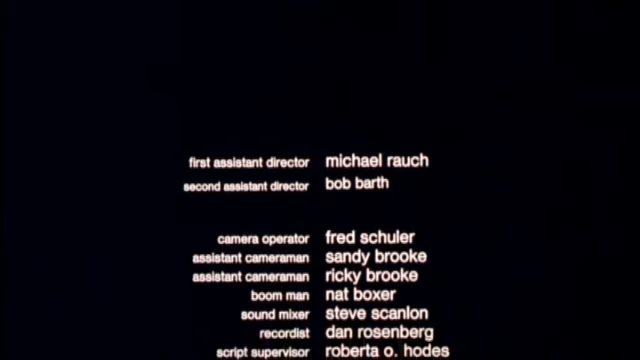 first assistant director michael rauch
second assistant director bob barth
camera operator fred schuler
assistant cameraman sandy brooke
assistant cameraman ricky brooke
boom man nat boxer
sound mixer steve scanlon
recordist dan rosenberg
script supervisor roberta o. hodes